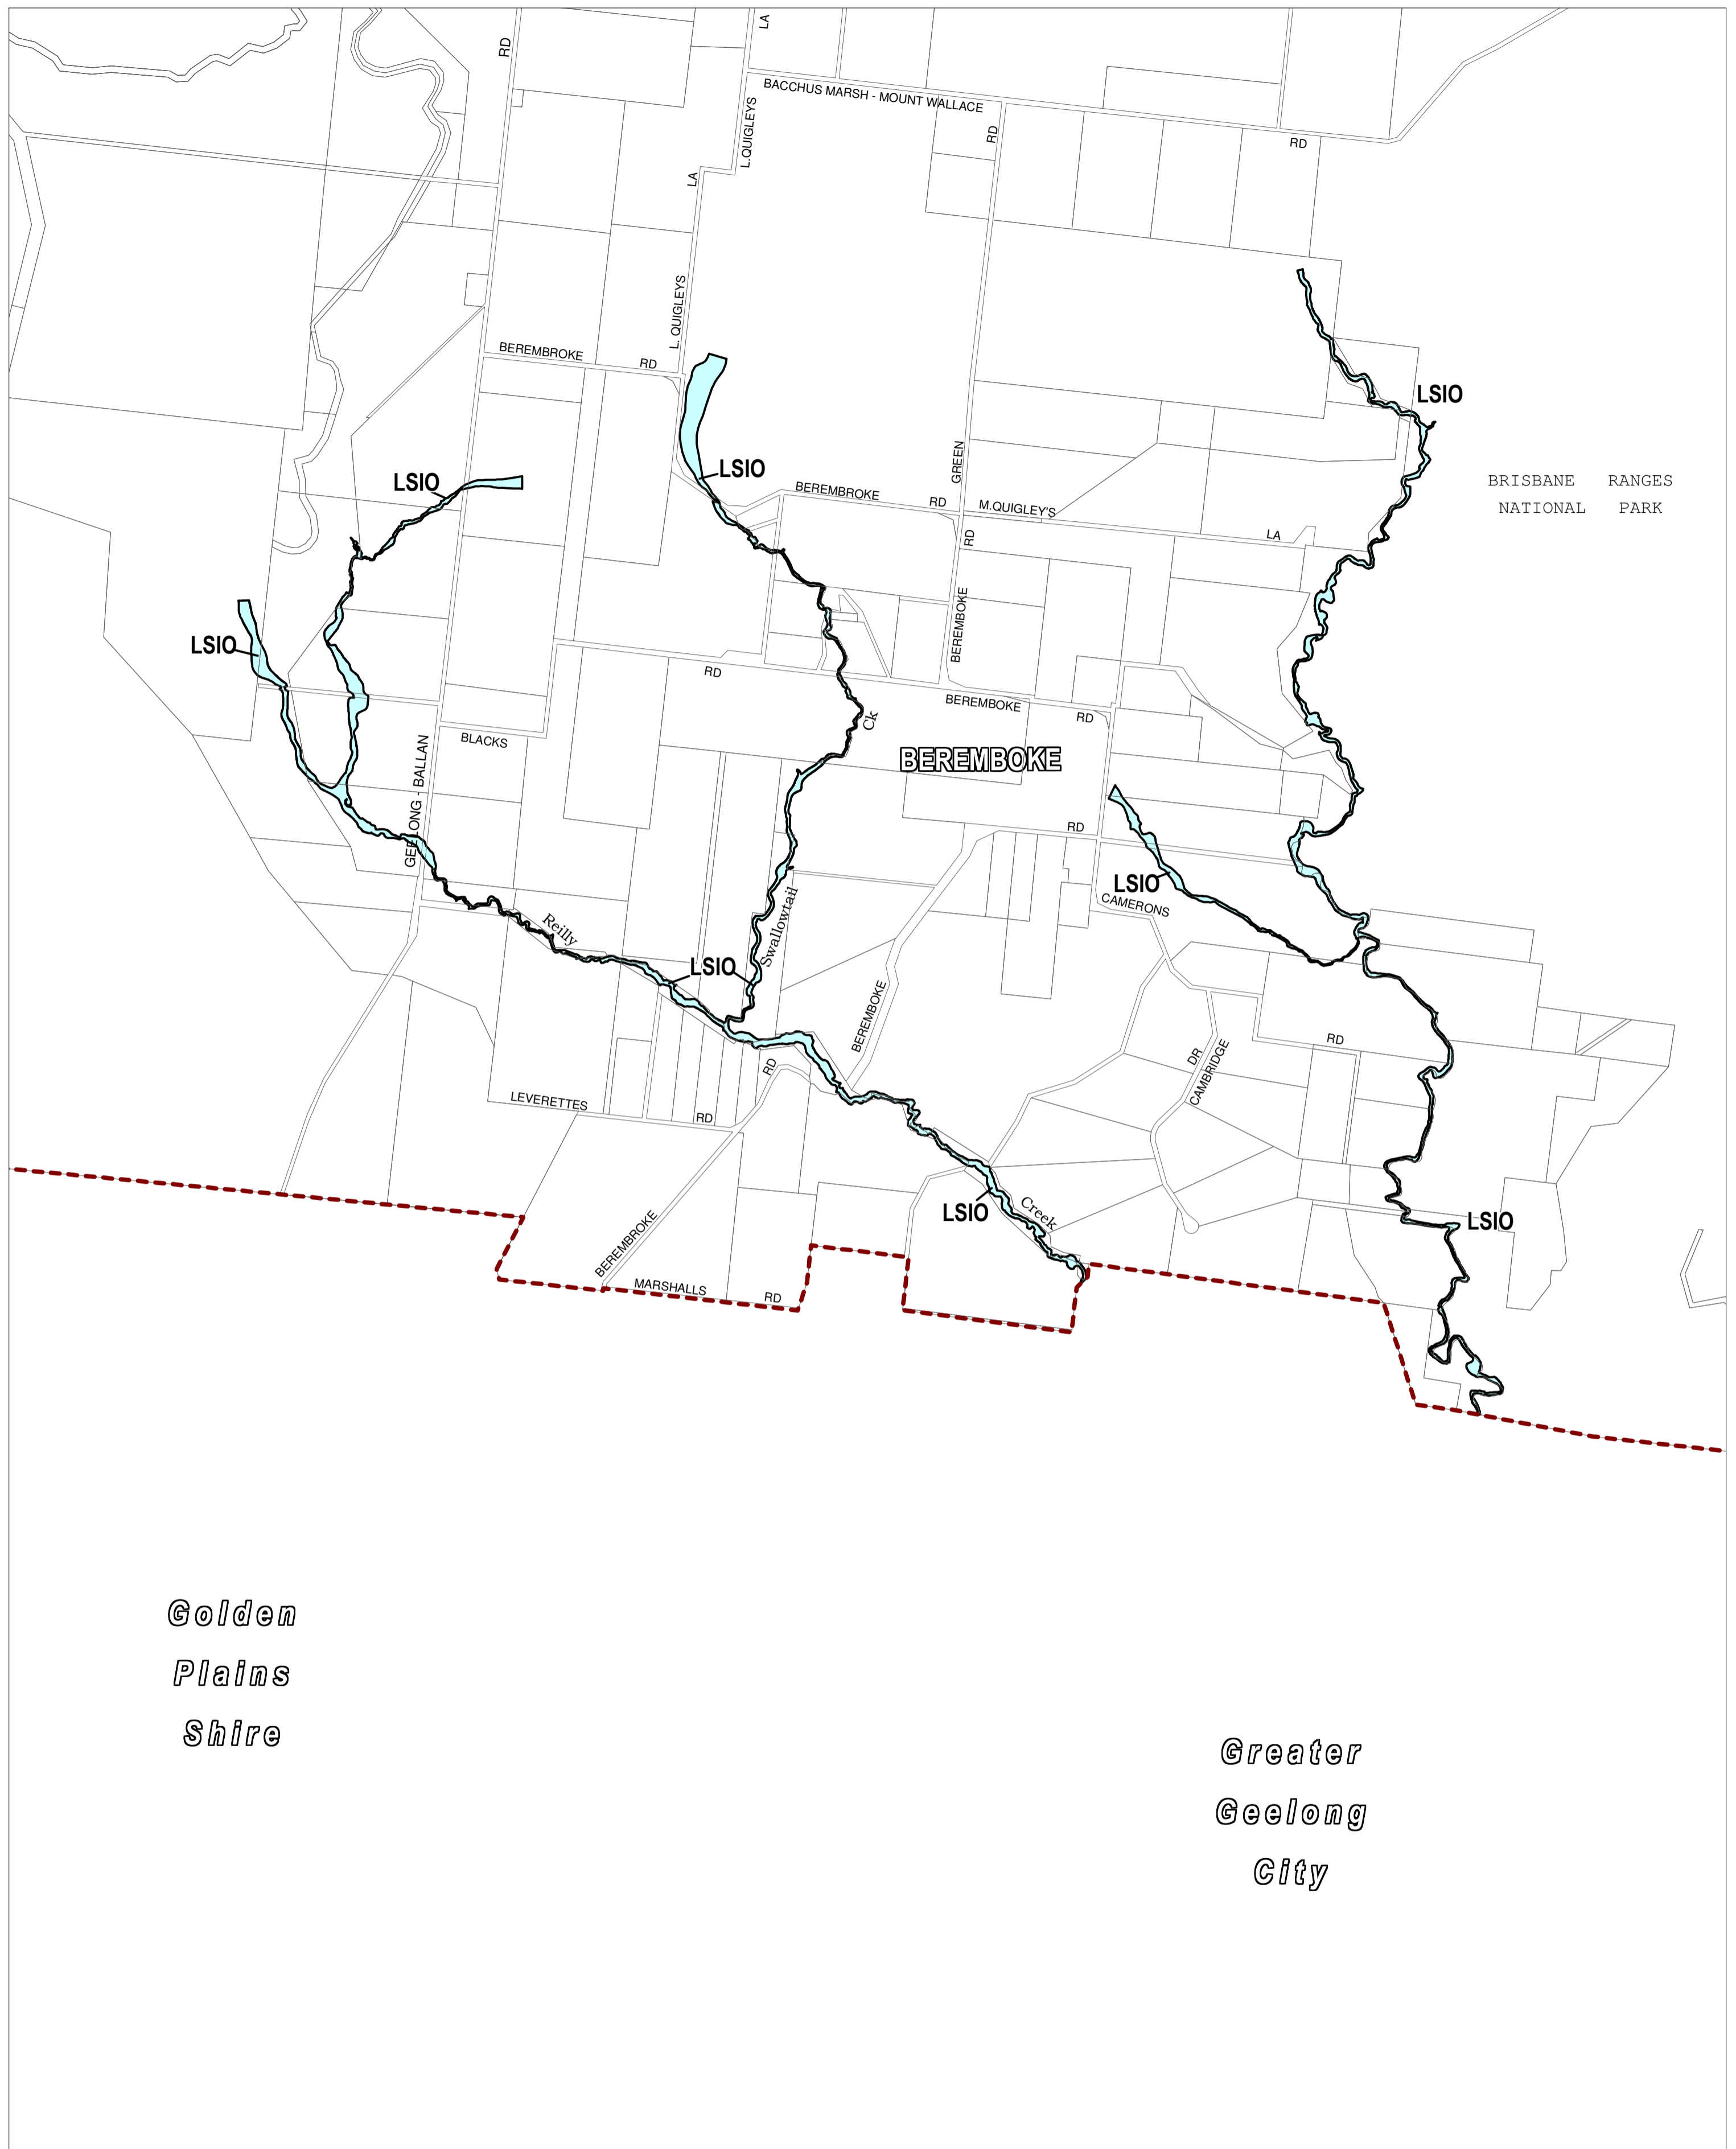 LA
RD
BACCHUS MARSH - MOUNT WALLACE
L.QUIGLEYS
RD
RD
LA
L. QUIGLEYS
BEREMBROKE
RD
LSIO
GREEN
LSIO
LSIO
BRISBANE RANGES
NATIONAL PARK
BEREMBROKE
RD
M.QUIGLEY'S
RD
LA
BEREMBOKE
LSIO
RD
BEREMBOKE
RD
Ck
BLACKS
BEREMBOKE
GEELONG - BALLAN
RD
LSIO
CAMERONS
Reilly
Swallowtail
LSIO
BEREMBOKE
RD
DR
CAMBRIDGE
RD
LEVERETTES
RD
LSIO
Creek
LSIO
BEREMBROKE
MARSHALLS
RD
Golden
Plains
Shire
Greater
Geelong
City